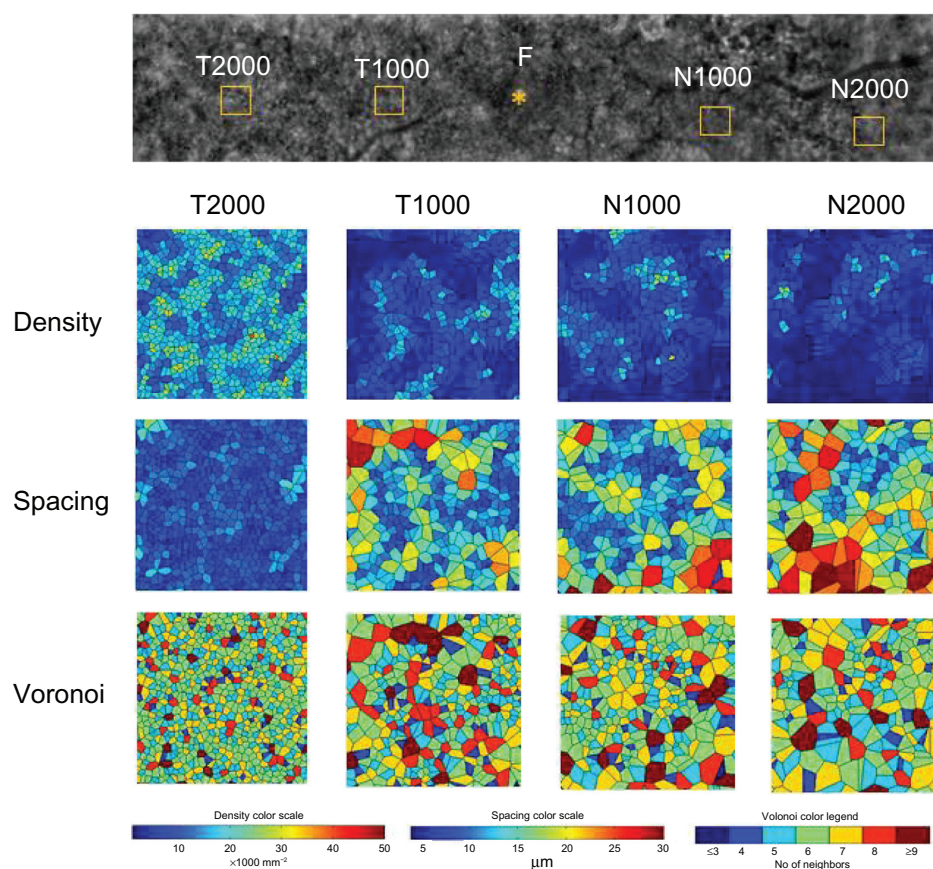 F
T2000 T1000 N1000 N2000
T2000 T1000 N1000 N2000
Density
Spacing
Voronoi
Density color scale
10 20 30 40 50
×1000 mm⁻²
Spacing color scale
5 10 15 20 25 30
µm
Volonoi color legend
≤3 4 5 6 7 8 ≥9
No of neighbors